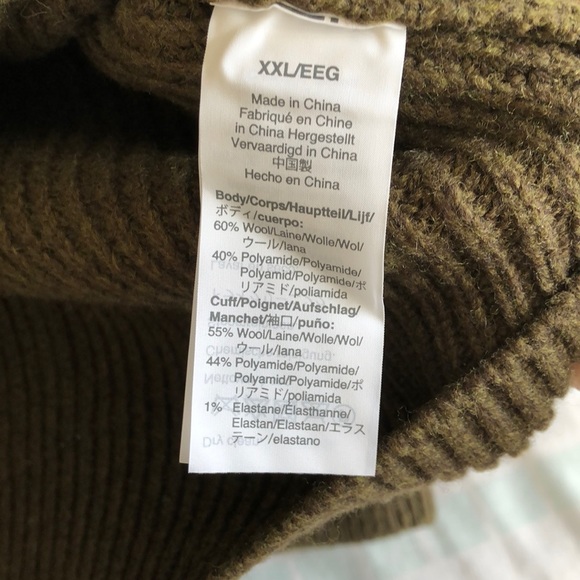 XXL/EEG
Made in China
Fabriqué en Chine
in China Hergestellt
Vervaardigd in China
中国製
Hecho en China
Body/Corps/Hauptteil/Lijf/
ボディ/cuerpo:
60% Wool/Laine/Wolle/Wol/
ウール/lana
40% Polyamide/Polyamide/
Polyamid/Polyamide/ポ
リアミド/poliamida
Cuff/Poignet/Aufschlag/
Manchet/袖口/puño:
55% Wool/Laine/Wolle/Wol/
ウール/lana
44% Polyamide/Polyamide/
Polyamid/Polyamide/ポ
リアミド/poliamida
1% Elastane/Élasthanne/
Elastan/Elastaan/エラス
テーン/elastano